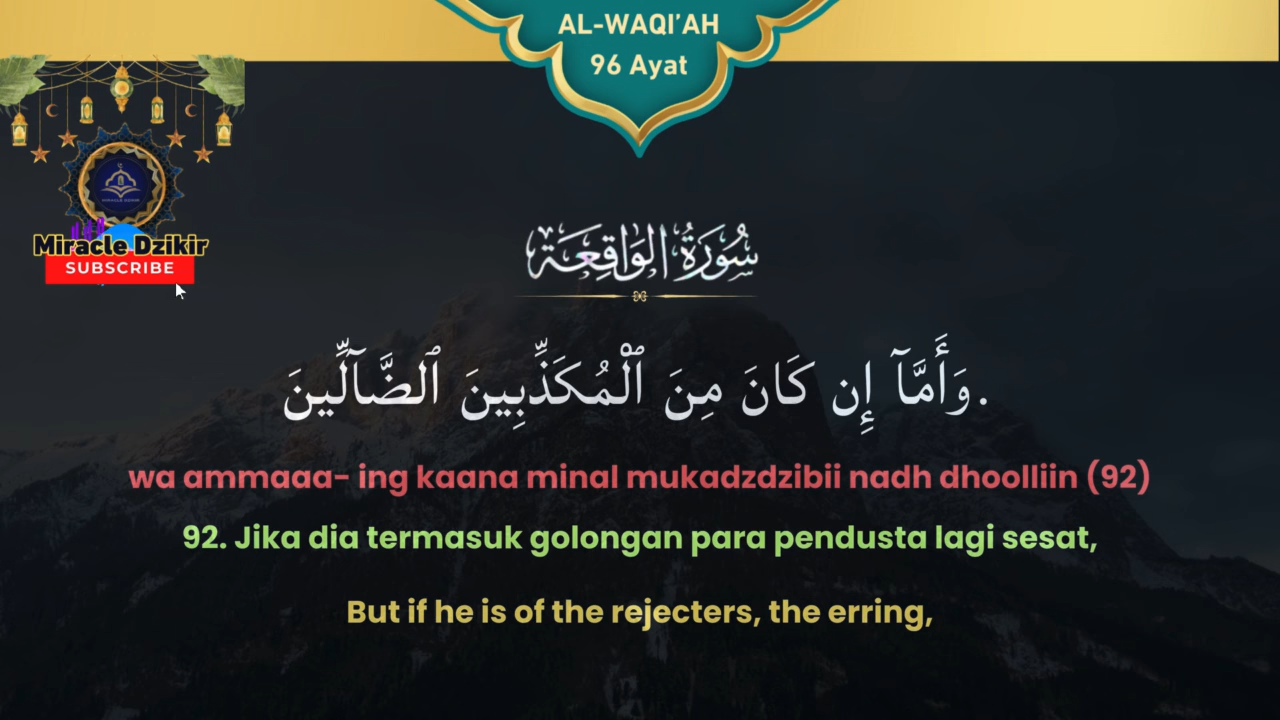 AL-WAQI’AH
96 Ayat
Miracle Dzikir
SUBSCRIBE
سُورَةُ الوَاقِعَة
وَأَمَّآ إِن كَانَ مِنَ ٱلْمُكَذِّبِينَ ٱلضَّآلِّينَ.
wa ammaaa- ing kaana minal mukadzdzibii nadh dhoolliin (92)
92. Jika dia termasuk golongan para pendusta lagi sesat,
But if he is of the rejecters, the erring,